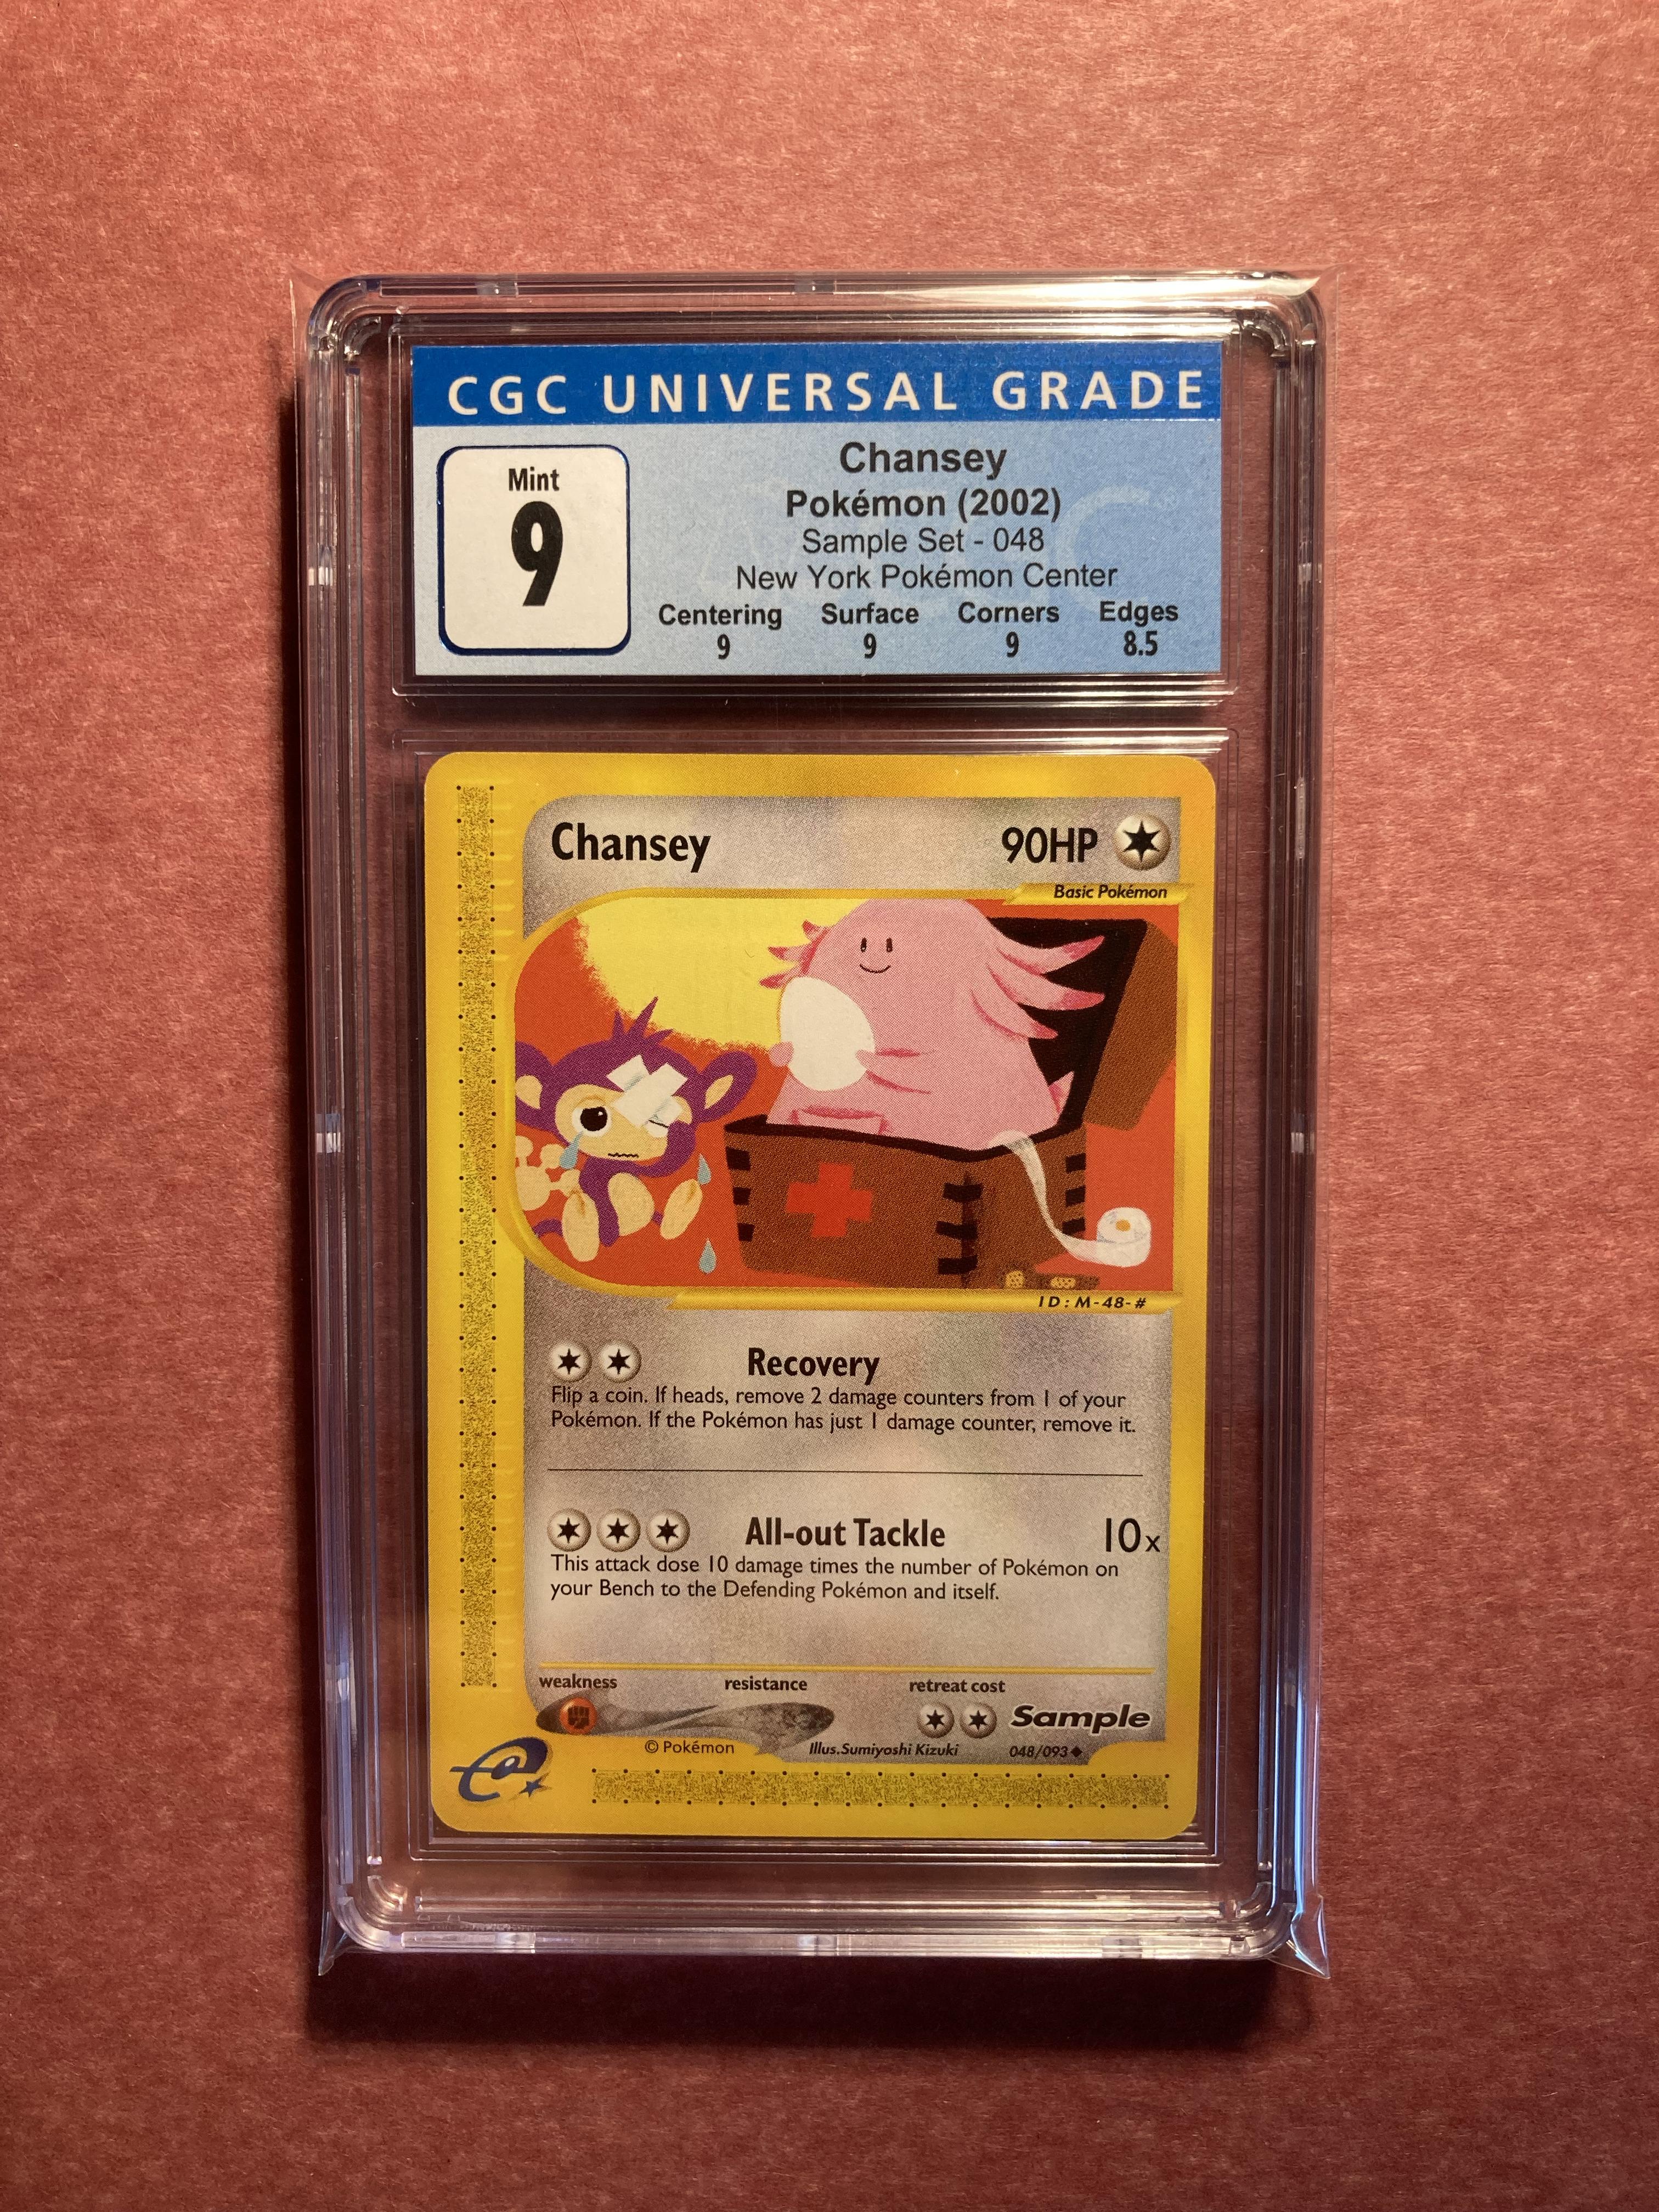 CGC UNIVERSAL GRADE
Mint
9
Chansey
Pokémon (2002)
Sample Set - 048
New York Pokémon Center
Centering Surface Corners Edges
9 9 9 8.5
Chansey 90HP
Basic Pokémon
ID: M-48-#
Recovery
Flip a coin. If heads, remove 2 damage counters from 1 of your
Pokémon. If the Pokémon has just 1 damage counter, remove it.
All-out Tackle 10x
This attack dose 10 damage times the number of Pokémon on
your Bench to the Defending Pokémon and itself.
weakness resistance retreat cost
Sample
© Pokémon Illus.Sumiyoshi Kizuki 048/093◆
e